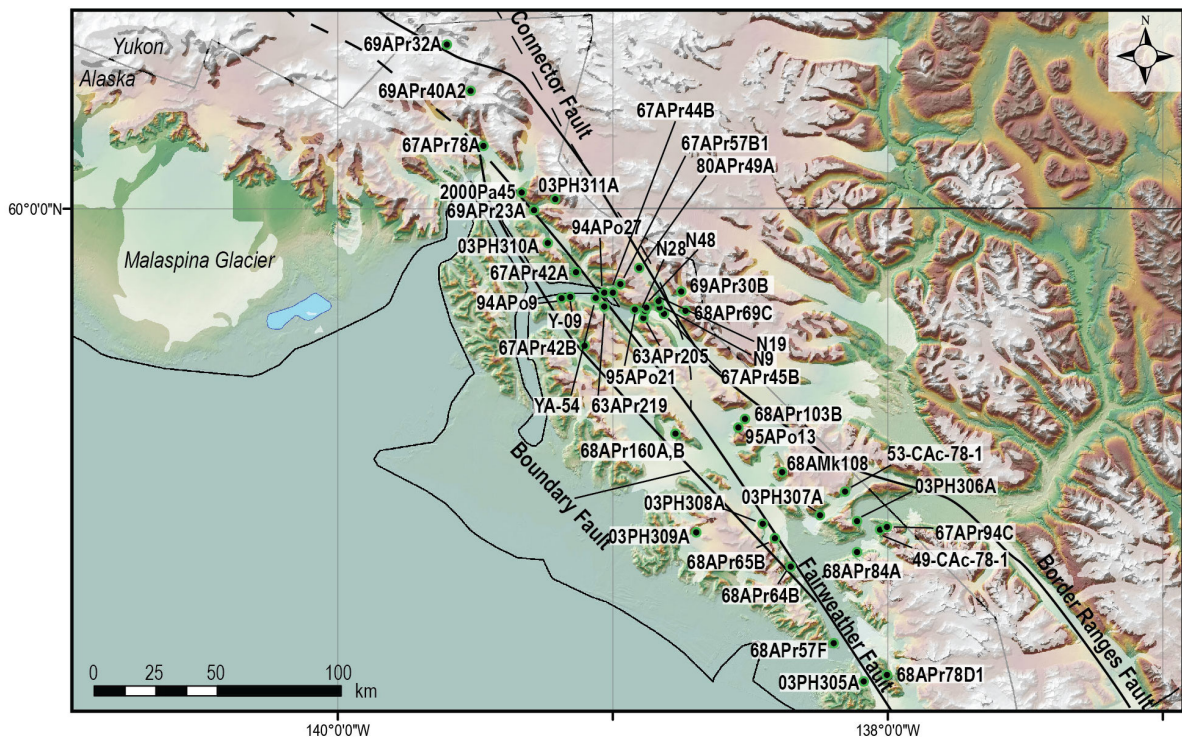 N
Yukon
Alaska
69APr32A
Connector Fault
69APr40A2
67APr44B
67APr78A
67APr57B1
80APr49A
2000Pa45
03PH311A
60°0'0"N
69APr23A
94APo27
N48
03PH310A
N28
Malaspina Glacier
67APr42A
69APr30B
94APo9
68APr69C
Y-09
N19
67APr42B
63APr205
N9
95APo21
67APr45B
YA-54
63APr219
68APr103B
95APo13
68APr160A,B
53-CAc-78-1
68AMk108
Boundary Fault
03PH306A
03PH308A
03PH307A
03PH309A
67APr94C
68APr65B
49-CAc-78-1
68APr84A
Border Ranges Fault
68APr64B
Fairweather Fault
68APr57F
0 25 50 100
km
03PH305A
68APr78D1
140°0'0"W
138°0'0"W